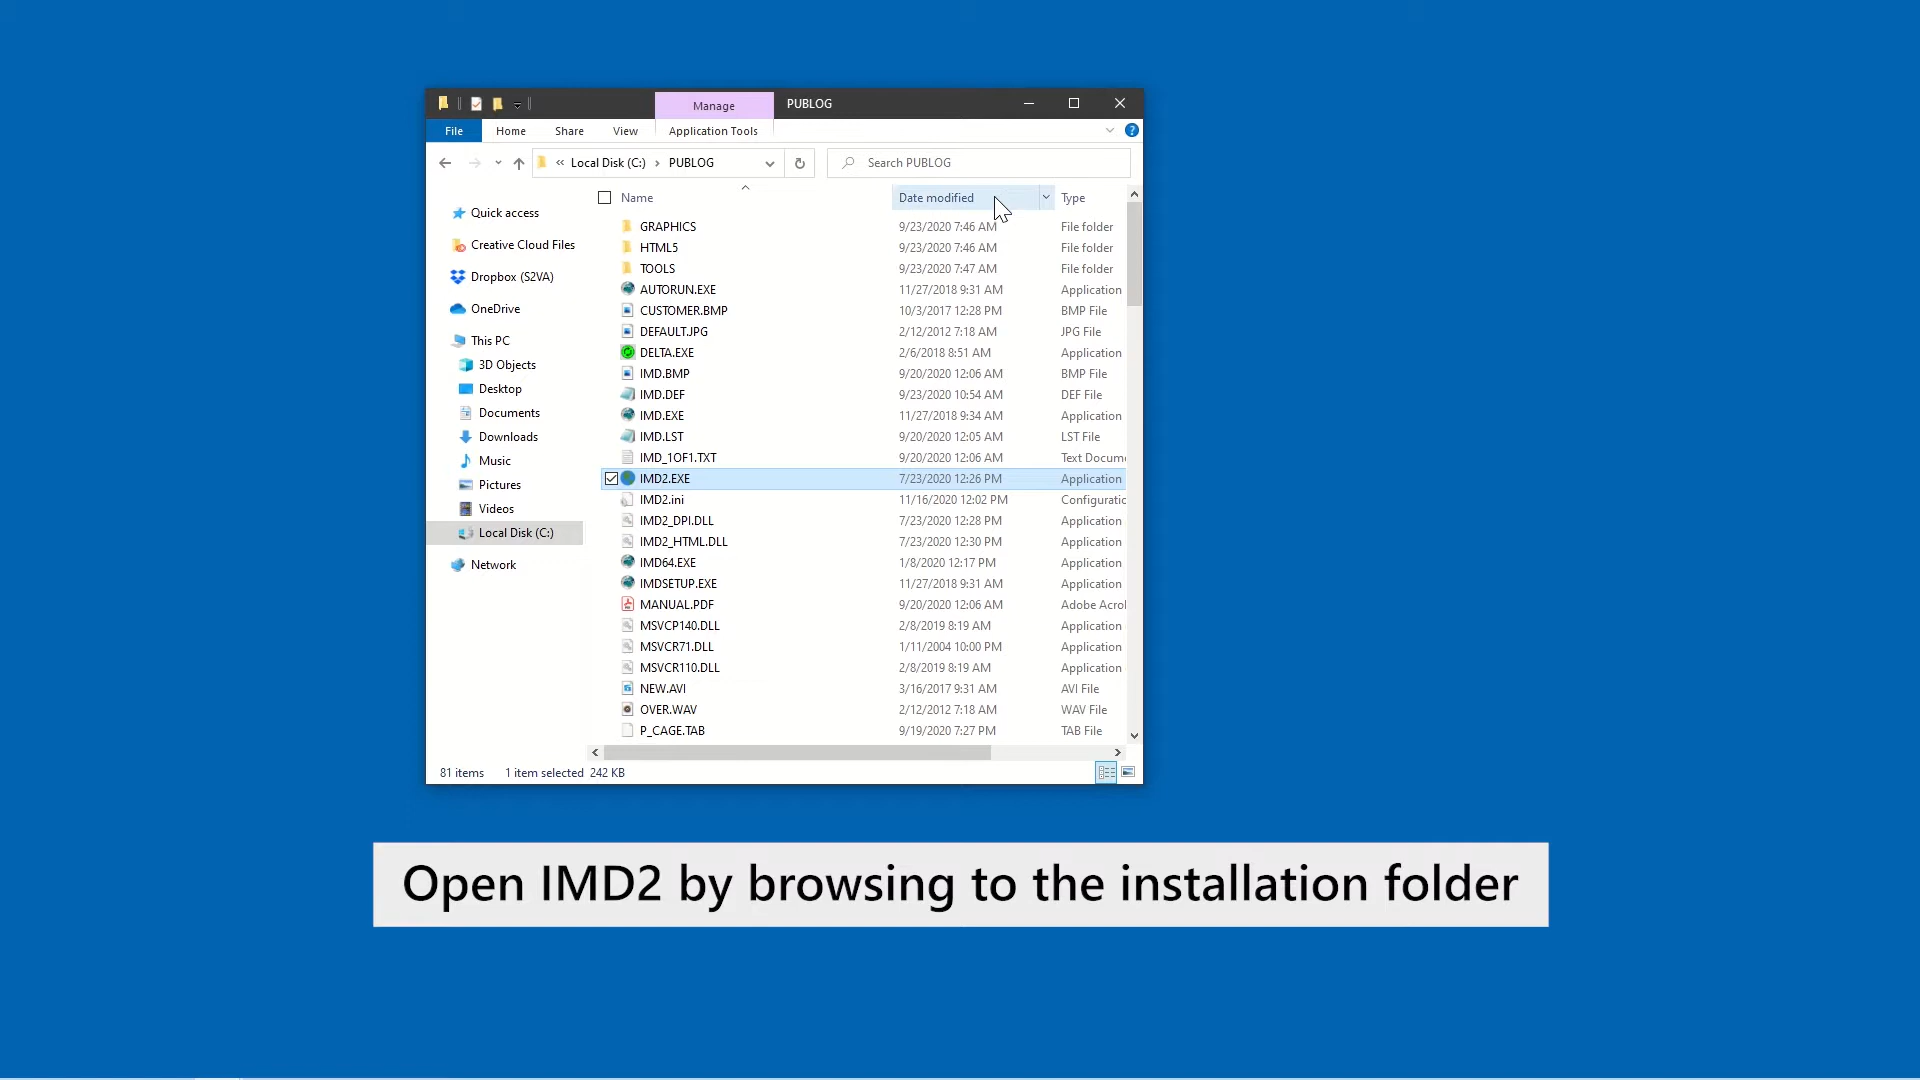 Manage PUBLOG
File Home Share View Application Tools
« Local Disk (C:) › PUBLOG Search PUBLOG
Name Date modified Type
Quick access
Creative Cloud Files
Dropbox (S2VA)
OneDrive
This PC
3D Objects
Desktop
Documents
Downloads
Music
Pictures
Videos
Local Disk (C:)
Network
GRAPHICS 9/23/2020 7:46 AM File folder
HTML5 9/23/2020 7:46 AM File folder
TOOLS 9/23/2020 7:47 AM File folder
AUTORUN.EXE 11/27/2018 9:31 AM Application
CUSTOMER.BMP 10/3/2017 12:28 PM BMP File
DEFAULT.JPG 2/12/2012 7:18 AM JPG File
DELTA.EXE 2/6/2018 8:51 AM Application
IMD.BMP 9/20/2020 12:06 AM BMP File
IMD.DEF 9/23/2020 10:54 AM DEF File
IMD.EXE 11/27/2018 9:34 AM Application
IMD.LST 9/20/2020 12:05 AM LST File
IMD_1OF1.TXT 9/20/2020 12:06 AM Text Docume
IMD2.EXE 7/23/2020 12:26 PM Application
IMD2.ini 11/16/2020 12:02 PM Configuratic
IMD2_DPI.DLL 7/23/2020 12:28 PM Application
IMD2_HTML.DLL 7/23/2020 12:30 PM Application
IMD64.EXE 1/8/2020 12:17 PM Application
IMDSETUP.EXE 11/27/2018 9:31 AM Application
MANUAL.PDF 9/20/2020 12:06 AM Adobe Acrol
MSVCP140.DLL 2/8/2019 8:19 AM Application
MSVCR71.DLL 1/11/2004 10:00 PM Application
MSVCR110.DLL 2/8/2019 8:19 AM Application
NEW.AVI 3/16/2017 9:31 AM AVI File
OVER.WAV 2/12/2012 7:18 AM WAV File
P_CAGE.TAB 9/19/2020 7:27 PM TAB File
81 items 1 item selected 242 KB
Open IMD2 by browsing to the installation folder